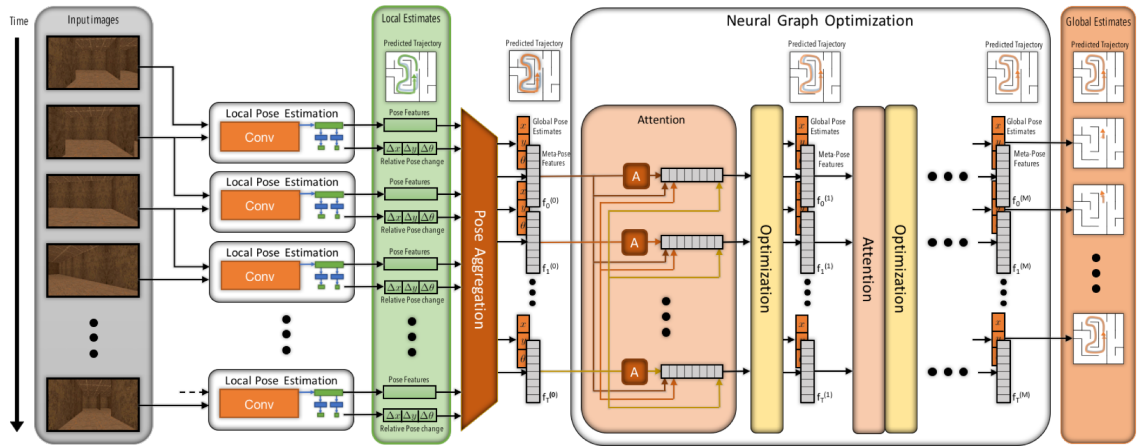 Time
Input images
Local Estimates
Neural Graph Optimization
Global Estimates
Predicted Trajectory
Predicted Trajectory
Predicted Trajectory
Predicted Trajectory
Predicted Trajectory
Local Pose Estimation
Conv
Pose Features
Δx Δy Δθ
Relative Pose change
Local Pose Estimation
Conv
Pose Features
Δx Δy Δθ
Relative Pose change
Local Pose Estimation
Conv
Pose Features
Δx Δy Δθ
Relative Pose change
Local Pose Estimation
Conv
Pose Features
Δx Δy Δθ
Relative Pose change
Pose Aggregation
Global Pose
Estimates
x
y
θ
Meta-Pose
Features
f0(0)
x
f1(0)
x
y
θ
fT(0)
Attention
A
A
A
Optimization
Global Pose
Estimates
x
y
θ
Meta-Pose
Features
f0(1)
x
f1(1)
x
y
θ
fT(1)
Attention
Optimization
Global Pose
Estimates
x
y
θ
Meta-Pose
Features
f0(M)
x
f1(M)
x
y
θ
fT(M)